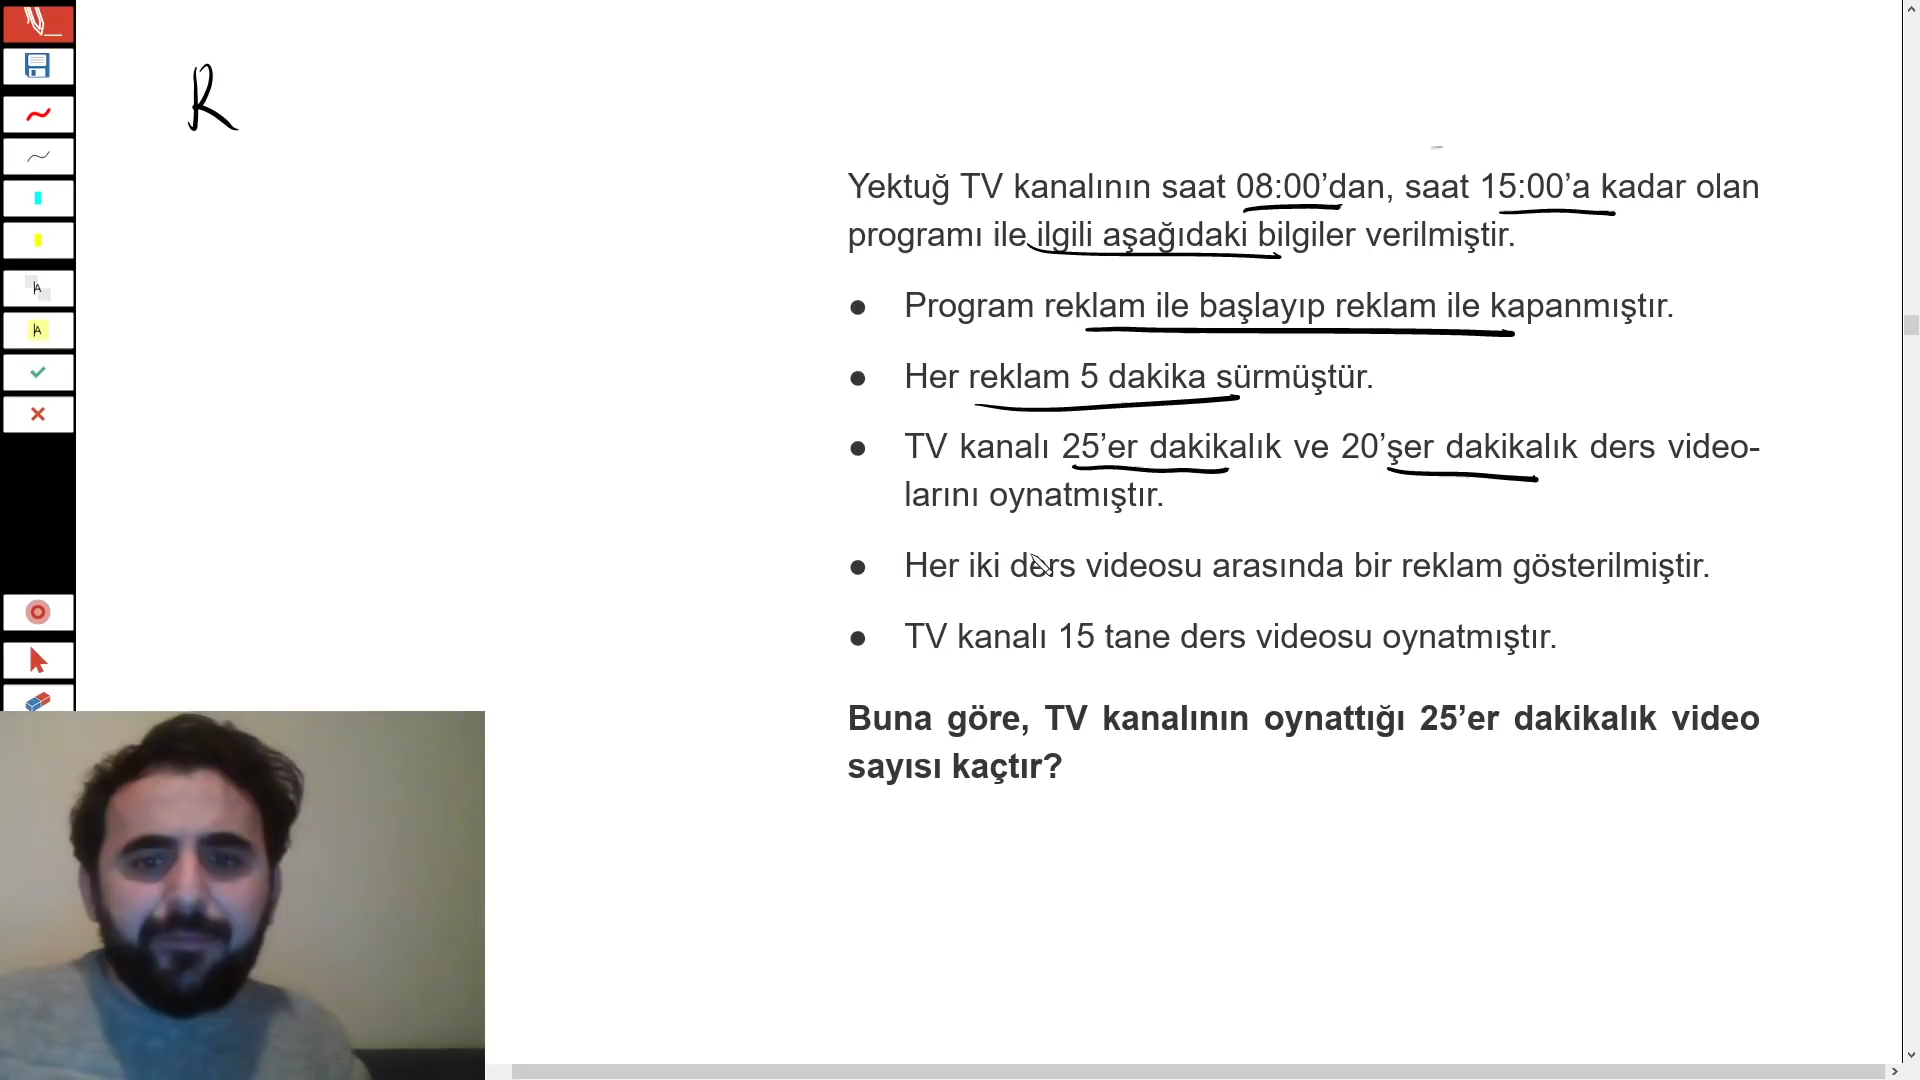 R
Yektuğ TV kanalının saat 08:00’dan, saat 15:00’a kadar olan
programı ile ilgili aşağıdaki bilgiler verilmiştir.
● Program reklam ile başlayıp reklam ile kapanmıştır.
● Her reklam 5 dakika sürmüştür.
● TV kanalı 25’er dakikalık ve 20’şer dakikalık ders video-
larını oynatmıştır.
● Her iki ders videosu arasında bir reklam gösterilmiştir.
● TV kanalı 15 tane ders videosu oynatmıştır.
Buna göre, TV kanalının oynattığı 25’er dakikalık video
sayısı kaçtır?